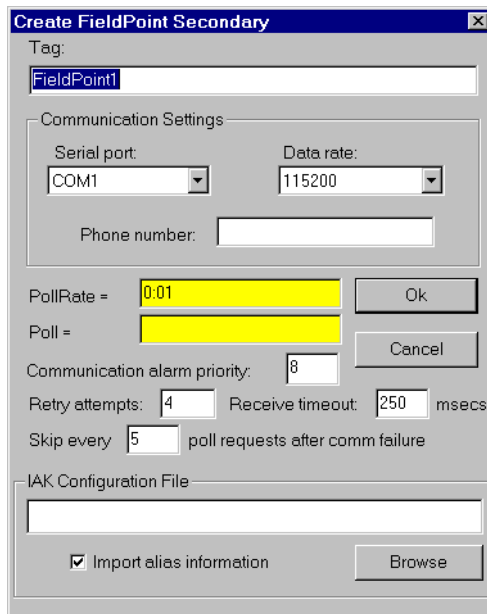 Create FieldPoint Secondary
Tag:
FieldPoint1
Communication Settings
Serial port: Data rate:
COM1 115200
Phone number:
PollRate = 0:01 Ok
Poll =
Cancel
Communication alarm priority: 8
Retry attempts: 4 Receive timeout: 250 msecs
Skip every 5 poll requests after comm failure
IAK Configuration File
Import alias information Browse